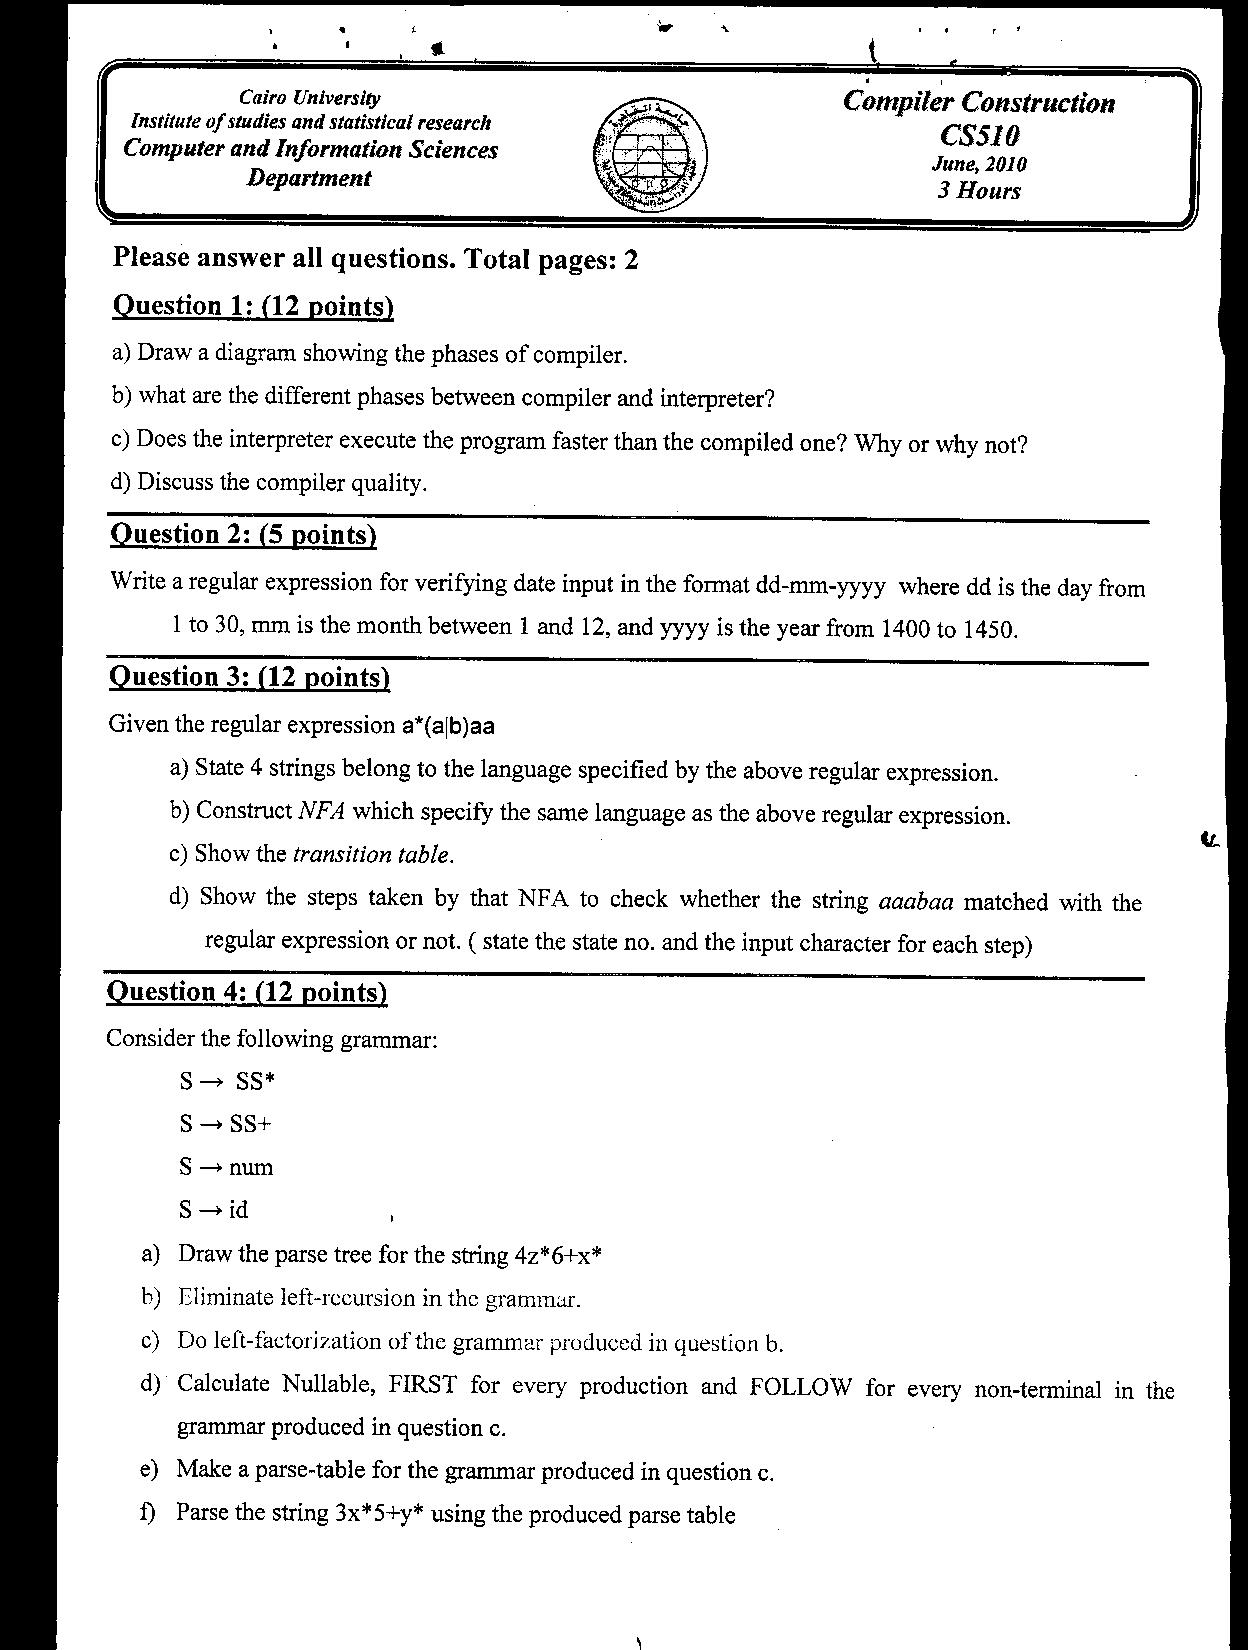 Cairo University
Institute of studies and statistical research
Computer and Information Sciences
Department
Compiler Construction
CS510
June, 2010
3 Hours
Please answer all questions. Total pages: 2
Question 1: (12 points)
a) Draw a diagram showing the phases of compiler.
b) what are the different phases between compiler and interpreter?
c) Does the interpreter execute the program faster than the compiled one? Why or why not?
d) Discuss the compiler quality.
Question 2: (5 points)
Write a regular expression for verifying date input in the format dd-mm-yyyy where dd is the day from
1 to 30, mm is the month between 1 and 12, and yyyy is the year from 1400 to 1450.
Question 3: (12 points)
Given the regular expression a*(a|b)aa
a) State 4 strings belong to the language specified by the above regular expression.
b) Construct NFA which specify the same language as the above regular expression.
c) Show the transition table.
d) Show the steps taken by that NFA to check whether the string aaabaa matched with the
regular expression or not. ( state the state no. and the input character for each step)
Question 4: (12 points)
Consider the following grammar:
S → SS*
S → SS+
S → num
S → id
a) Draw the parse tree for the string 4z*6+x*
b) Eliminate left-recursion in the grammar.
c) Do left-factorization of the grammar produced in question b.
d) Calculate Nullable, FIRST for every production and FOLLOW for every non-terminal in the
grammar produced in question c.
e) Make a parse-table for the grammar produced in question c.
f) Parse the string 3x*5+y* using the produced parse table
١